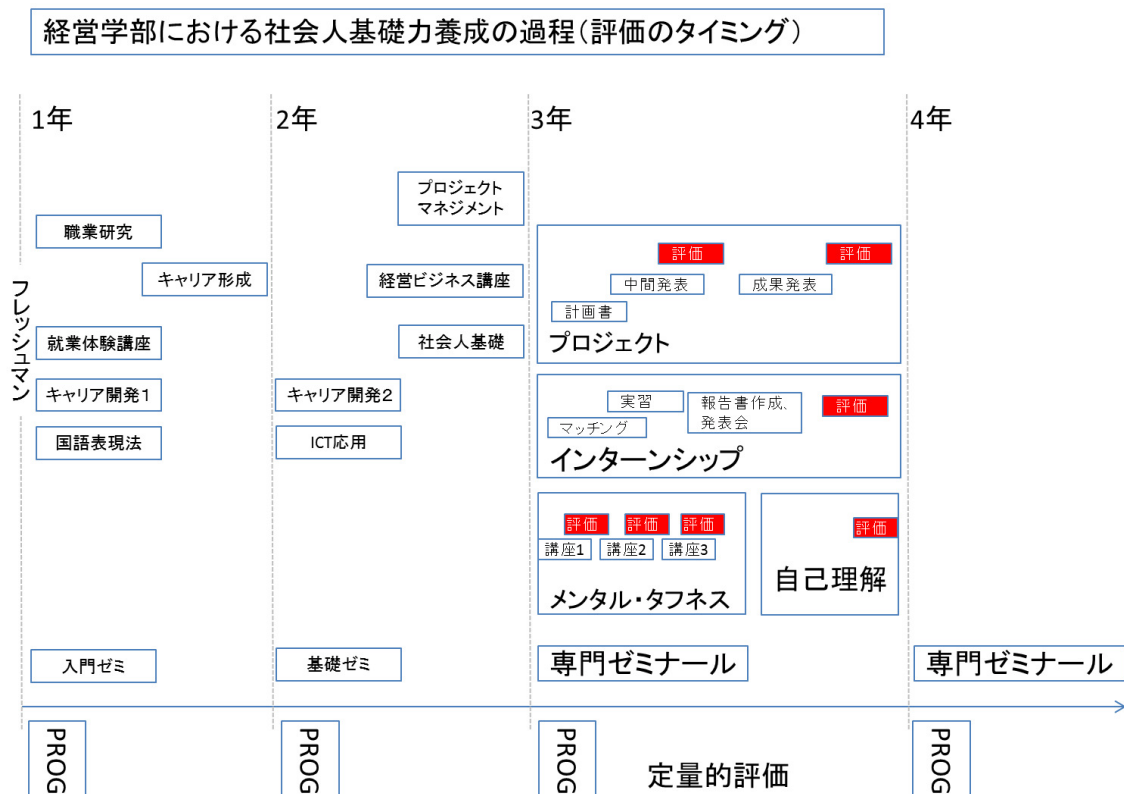 経営学部における社会人基礎力養成の過程(評価のタイミング)
1年
2年
3年
4年
フレッシュマン
職業研究
キャリア形成
就業体験講座
キャリア開発1
国語表現法
入門ゼミ
プロジェクト
マネジメント
経営ビジネス講座
社会人基礎
キャリア開発2
ICT応用
基礎ゼミ
評価
評価
中間発表
成果発表
計画書
プロジェクト
実習
報告書作成、
発表会
評価
マッチング
インターンシップ
評価
評価
評価
講座1
講座2
講座3
メンタル・タフネス
評価
自己理解
専門ゼミナール
専門ゼミナール
PROG
PROG
PROG
定量的評価
PROG